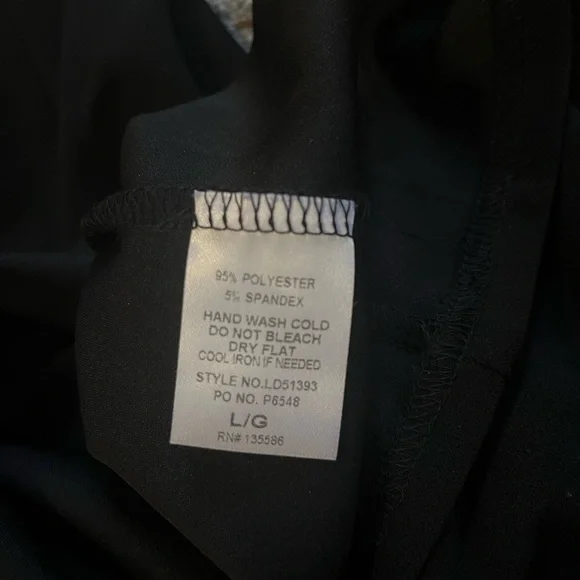 95% POLYESTER
5% SPANDEX
HAND WASH COLD
DO NOT BLEACH
DRY FLAT
COOL IRON IF NEEDED
STYLE NO.LD51393
PO NO. P6548
L/G
RN# 135586